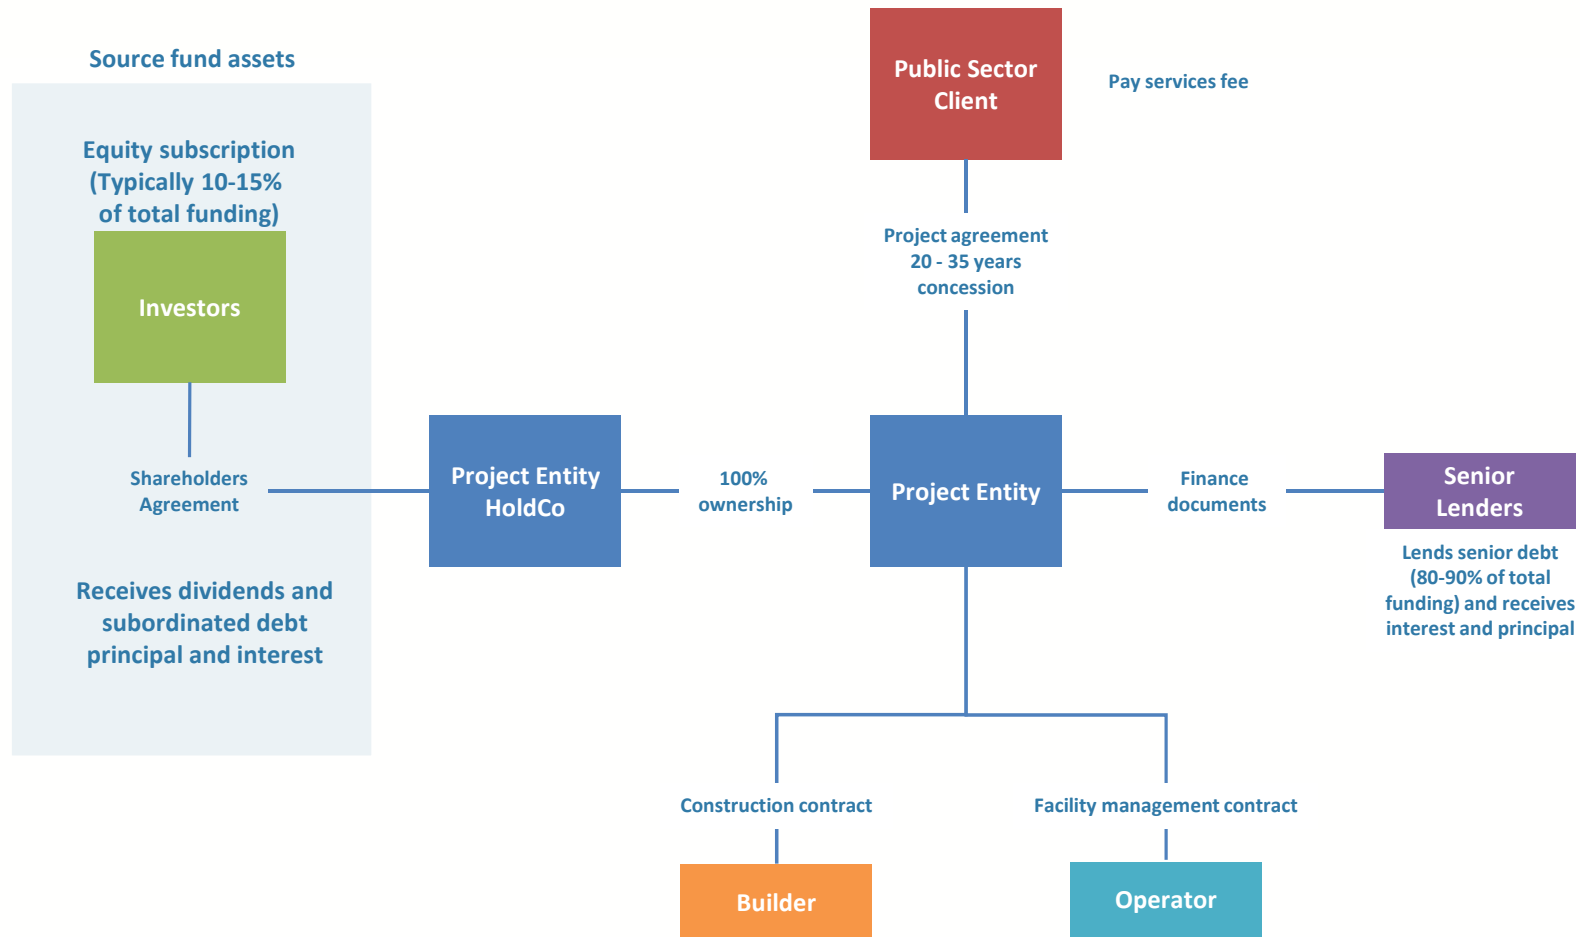 Source fund assets
Equity subscription
(Typically 10-15%
of total funding)
Investors
Shareholders
Agreement
Receives dividends and
subordinated debt
principal and interest
Project Entity
HoldCo
100%
ownership
Public Sector
Client
Pay services fee
Project agreement
20 - 35 years
concession
Project Entity
Finance
documents
Senior
Lenders
Lends senior debt
(80-90% of total
funding) and receives
interest and principal
Construction contract
Builder
Facility management contract
Operator